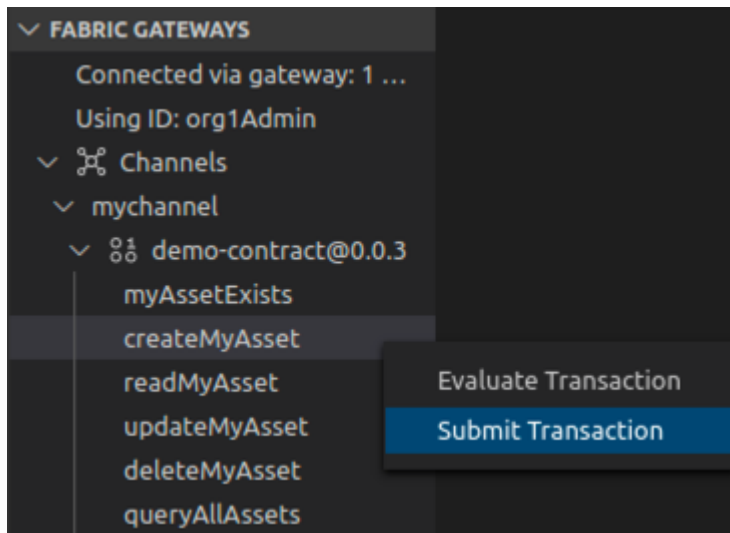 FABRIC GATEWAYS
Connected via gateway: 1 ...
Using ID: org1Admin
Channels
mychannel
demo-contract@0.0.3
myAssetExists
createMyAsset
readMyAsset
Evaluate Transaction
updateMyAsset
Submit Transaction
deleteMyAsset
queryAllAssets